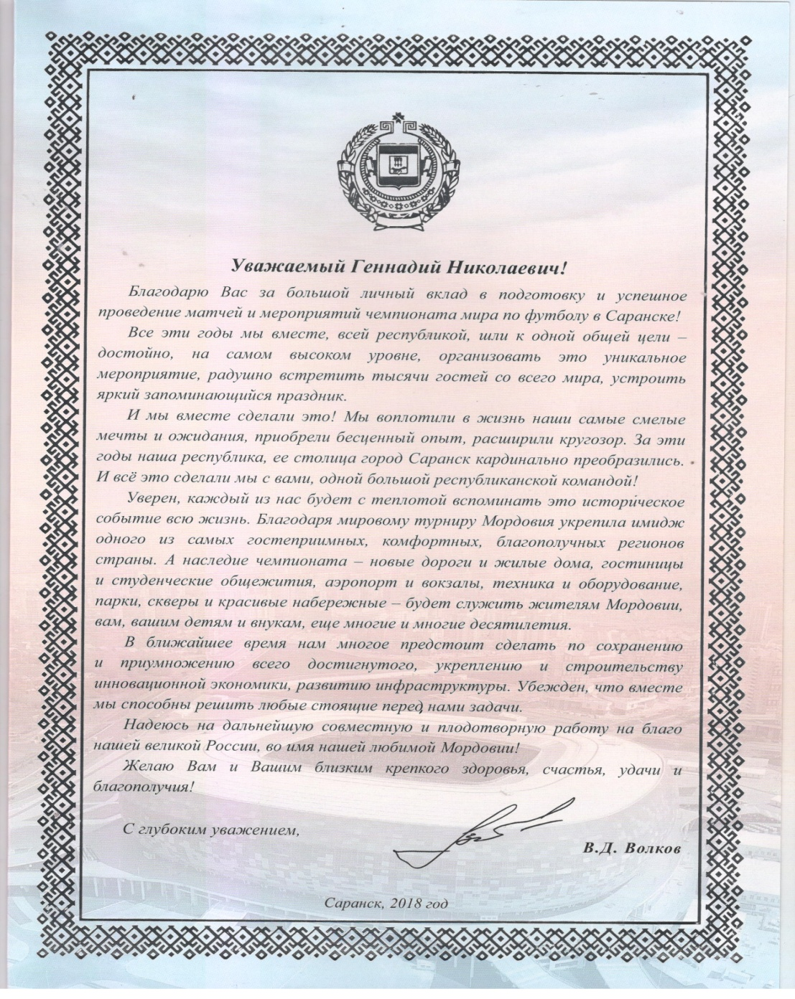 Уважаемый Геннадий Николаевич!
Благодарю Вас за большой личный вклад в подготовку и успешное
проведение матчей и мероприятий чемпионата мира по футболу в Саранске!
Все эти годы мы вместе, всей республикой, шли к одной общей цели –
достойно, на самом высоком уровне, организовать это уникальное
мероприятие, радушно встретить тысячи гостей со всего мира, устроить
яркий запоминающийся праздник.
И мы вместе сделали это! Мы воплотили в жизнь наши самые смелые
мечты и ожидания, приобрели бесценный опыт, расширили кругозор. За эти
годы наша республика, ее столица город Саранск кардинально преобразились.
И всё это сделали мы с вами, одной большой республиканской командой!
Уверен, каждый из нас будет с теплотой вспоминать это историческое
событие всю жизнь. Благодаря мировому турниру Мордовия укрепила имидж
одного из самых гостеприимных, комфортных, благополучных регионов
страны. А наследие чемпионата – новые дороги и жилые дома, гостиницы
и студенческие общежития, аэропорт и вокзалы, техника и оборудование,
парки, скверы и красивые набережные – будет служить жителям Мордовии,
вам, вашим детям и внукам, еще многие и многие десятилетия.
В ближайшее время нам многое предстоит сделать по сохранению
и приумножению всего достигнутого, укреплению и строительству
инновационной экономики, развитию инфраструктуры. Убежден, что вместе
мы способны решить любые стоящие перед нами задачи.
Надеюсь на дальнейшую совместную и плодотворную работу на благо
нашей великой России, во имя нашей любимой Мордовии!
Желаю Вам и Вашим близким крепкого здоровья, счастья, удачи и
благополучия!
С глубоким уважением,
В.Д. Волков
Саранск, 2018 год